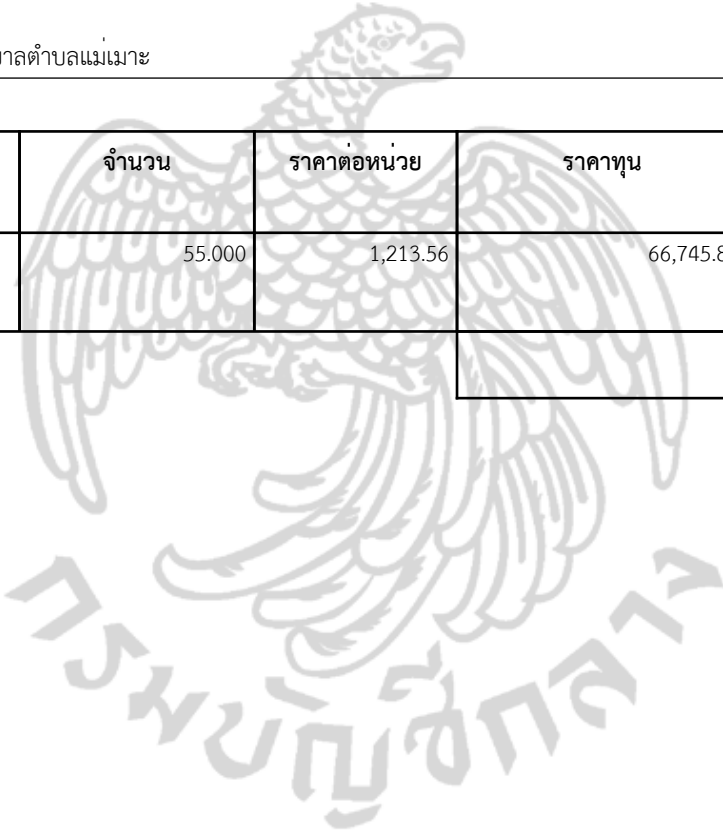 ตำบลแม่เมาะ
จำนวน ราคาต่อหน่วย ราคาทุน
55.000 1,213.56 66,745.8
กรมบัญชีกลาง